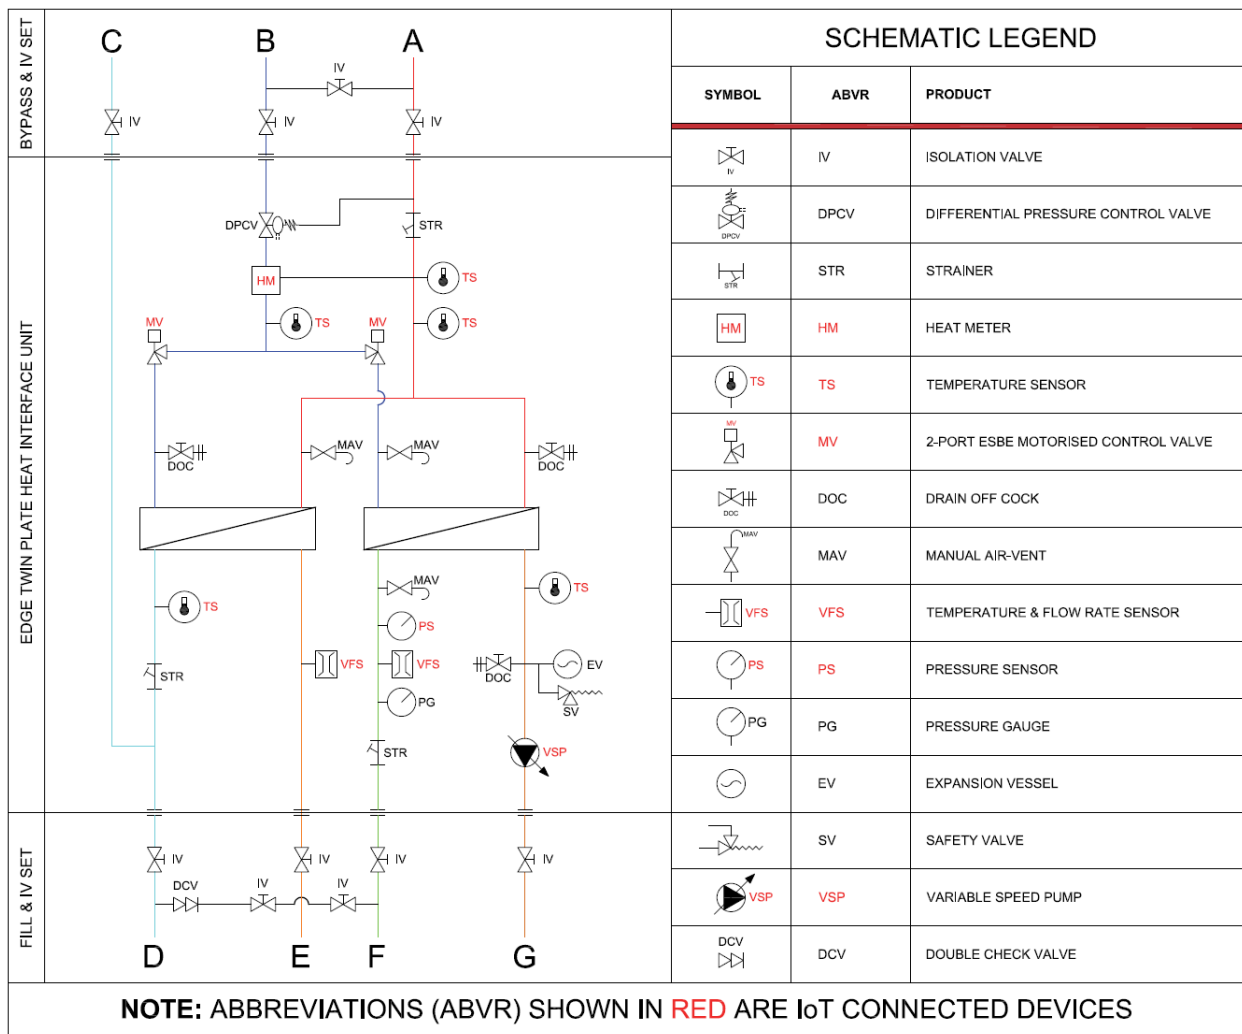 BYPASS & IV SET
C
B
A
IV
IV
IV
IV
EDGE TWIN PLATE HEAT INTERFACE UNIT
DPCV
STR
HM
TS
TS
TS
MV
MV
DOC
MAV
MAV
DOC
TS
MAV
TS
PS
VFS
VFS
DOC
EV
STR
PG
SV
STR
VSP
FILL & IV SET
IV
IV
IV
IV
DCV
IV
IV
D
E
F
G
SCHEMATIC LEGEND
SYMBOL ABVR PRODUCT
IV IV ISOLATION VALVE
DPCV DPCV DIFFERENTIAL PRESSURE CONTROL VALVE
STR STR STRAINER
HM HM HEAT METER
TS TS TEMPERATURE SENSOR
MV MV 2-PORT ESBE MOTORISED CONTROL VALVE
DOC DOC DRAIN OFF COCK
MAV MAV MANUAL AIR-VENT
VFS VFS TEMPERATURE & FLOW RATE SENSOR
PS PS PRESSURE SENSOR
PG PG PRESSURE GAUGE
EV EXPANSION VESSEL
SV SAFETY VALVE
VSP VSP VARIABLE SPEED PUMP
DCV DCV DOUBLE CHECK VALVE
NOTE: ABBREVIATIONS (ABVR) SHOWN IN RED ARE IoT CONNECTED DEVICES